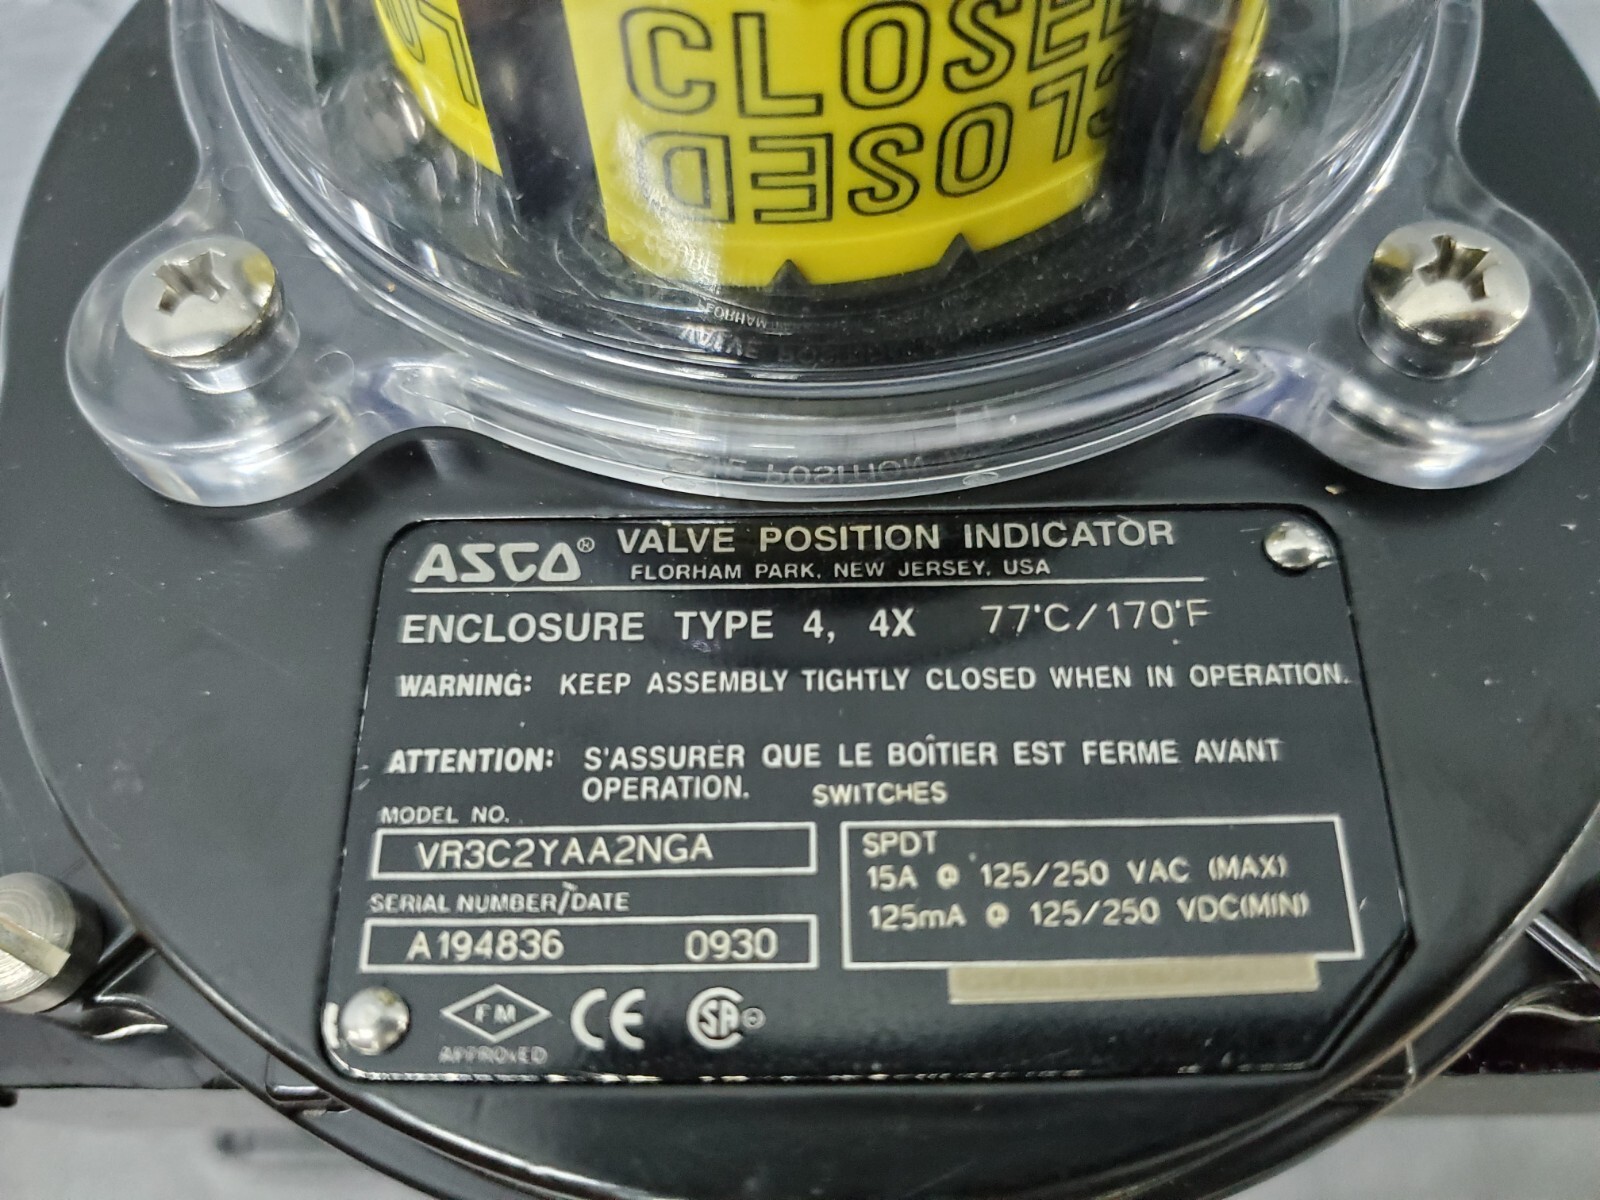 CLOSED
CLOSED
ASCO® VALVE POSITION INDICATOR
FLORHAM PARK, NEW JERSEY, USA
ENCLOSURE TYPE 4, 4X 77°C/170°F
WARNING: KEEP ASSEMBLY TIGHTLY CLOSED WHEN IN OPERATION.
ATTENTION: S'ASSURER QUE LE BOÎTIER EST FERME AVANT
OPERATION.
SWITCHES
MODEL NO.
VR3C2YAA2NGA
SPDT
15A @ 125/250 VAC (MAX)
125mA @ 125/250 VDC(MIN)
SERIAL NUMBER/DATE
A194836 0930
FM
APPROVED
CE
SA